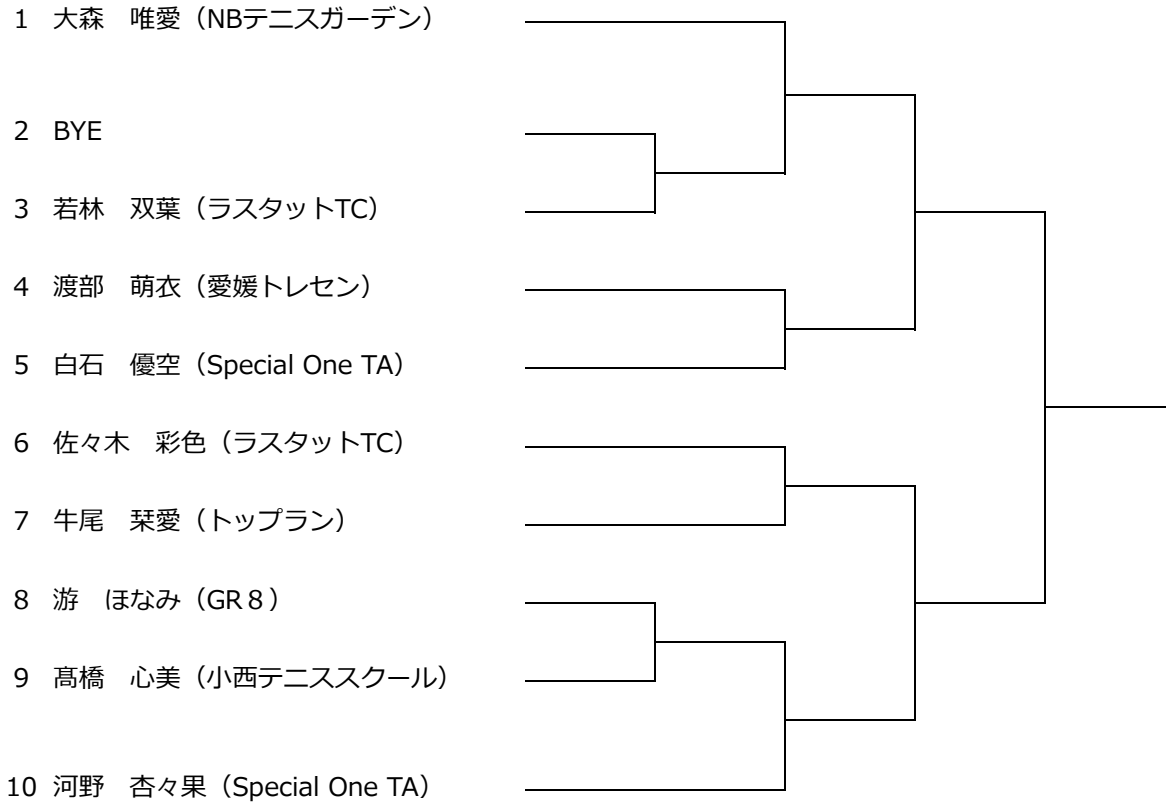 1 大森　唯愛（NBテニスガーデン）
2 BYE
3 若林　双葉（ラスタットTC）
4 渡部　萌衣（愛媛トレセン）
5 白石　優空（Special One TA）
6 佐々木　彩色（ラスタットTC）
7 牛尾　栞愛（トップラン）
8 游　ほなみ（GR８）
9 髙橋　心美（小西テニススクール）
10 河野　杏々果（Special One TA）